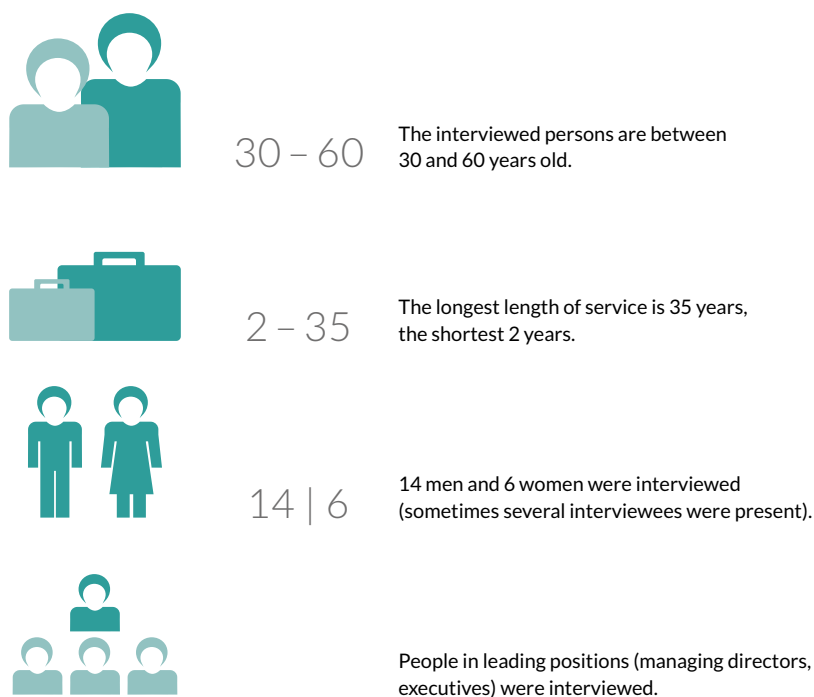 30 – 60
The interviewed persons are between
30 and 60 years old.
2 – 35
The longest length of service is 35 years,
the shortest 2 years.
14 | 6
14 men and 6 women were interviewed
(sometimes several interviewees were present).
People in leading positions (managing directors,
executives) were interviewed.